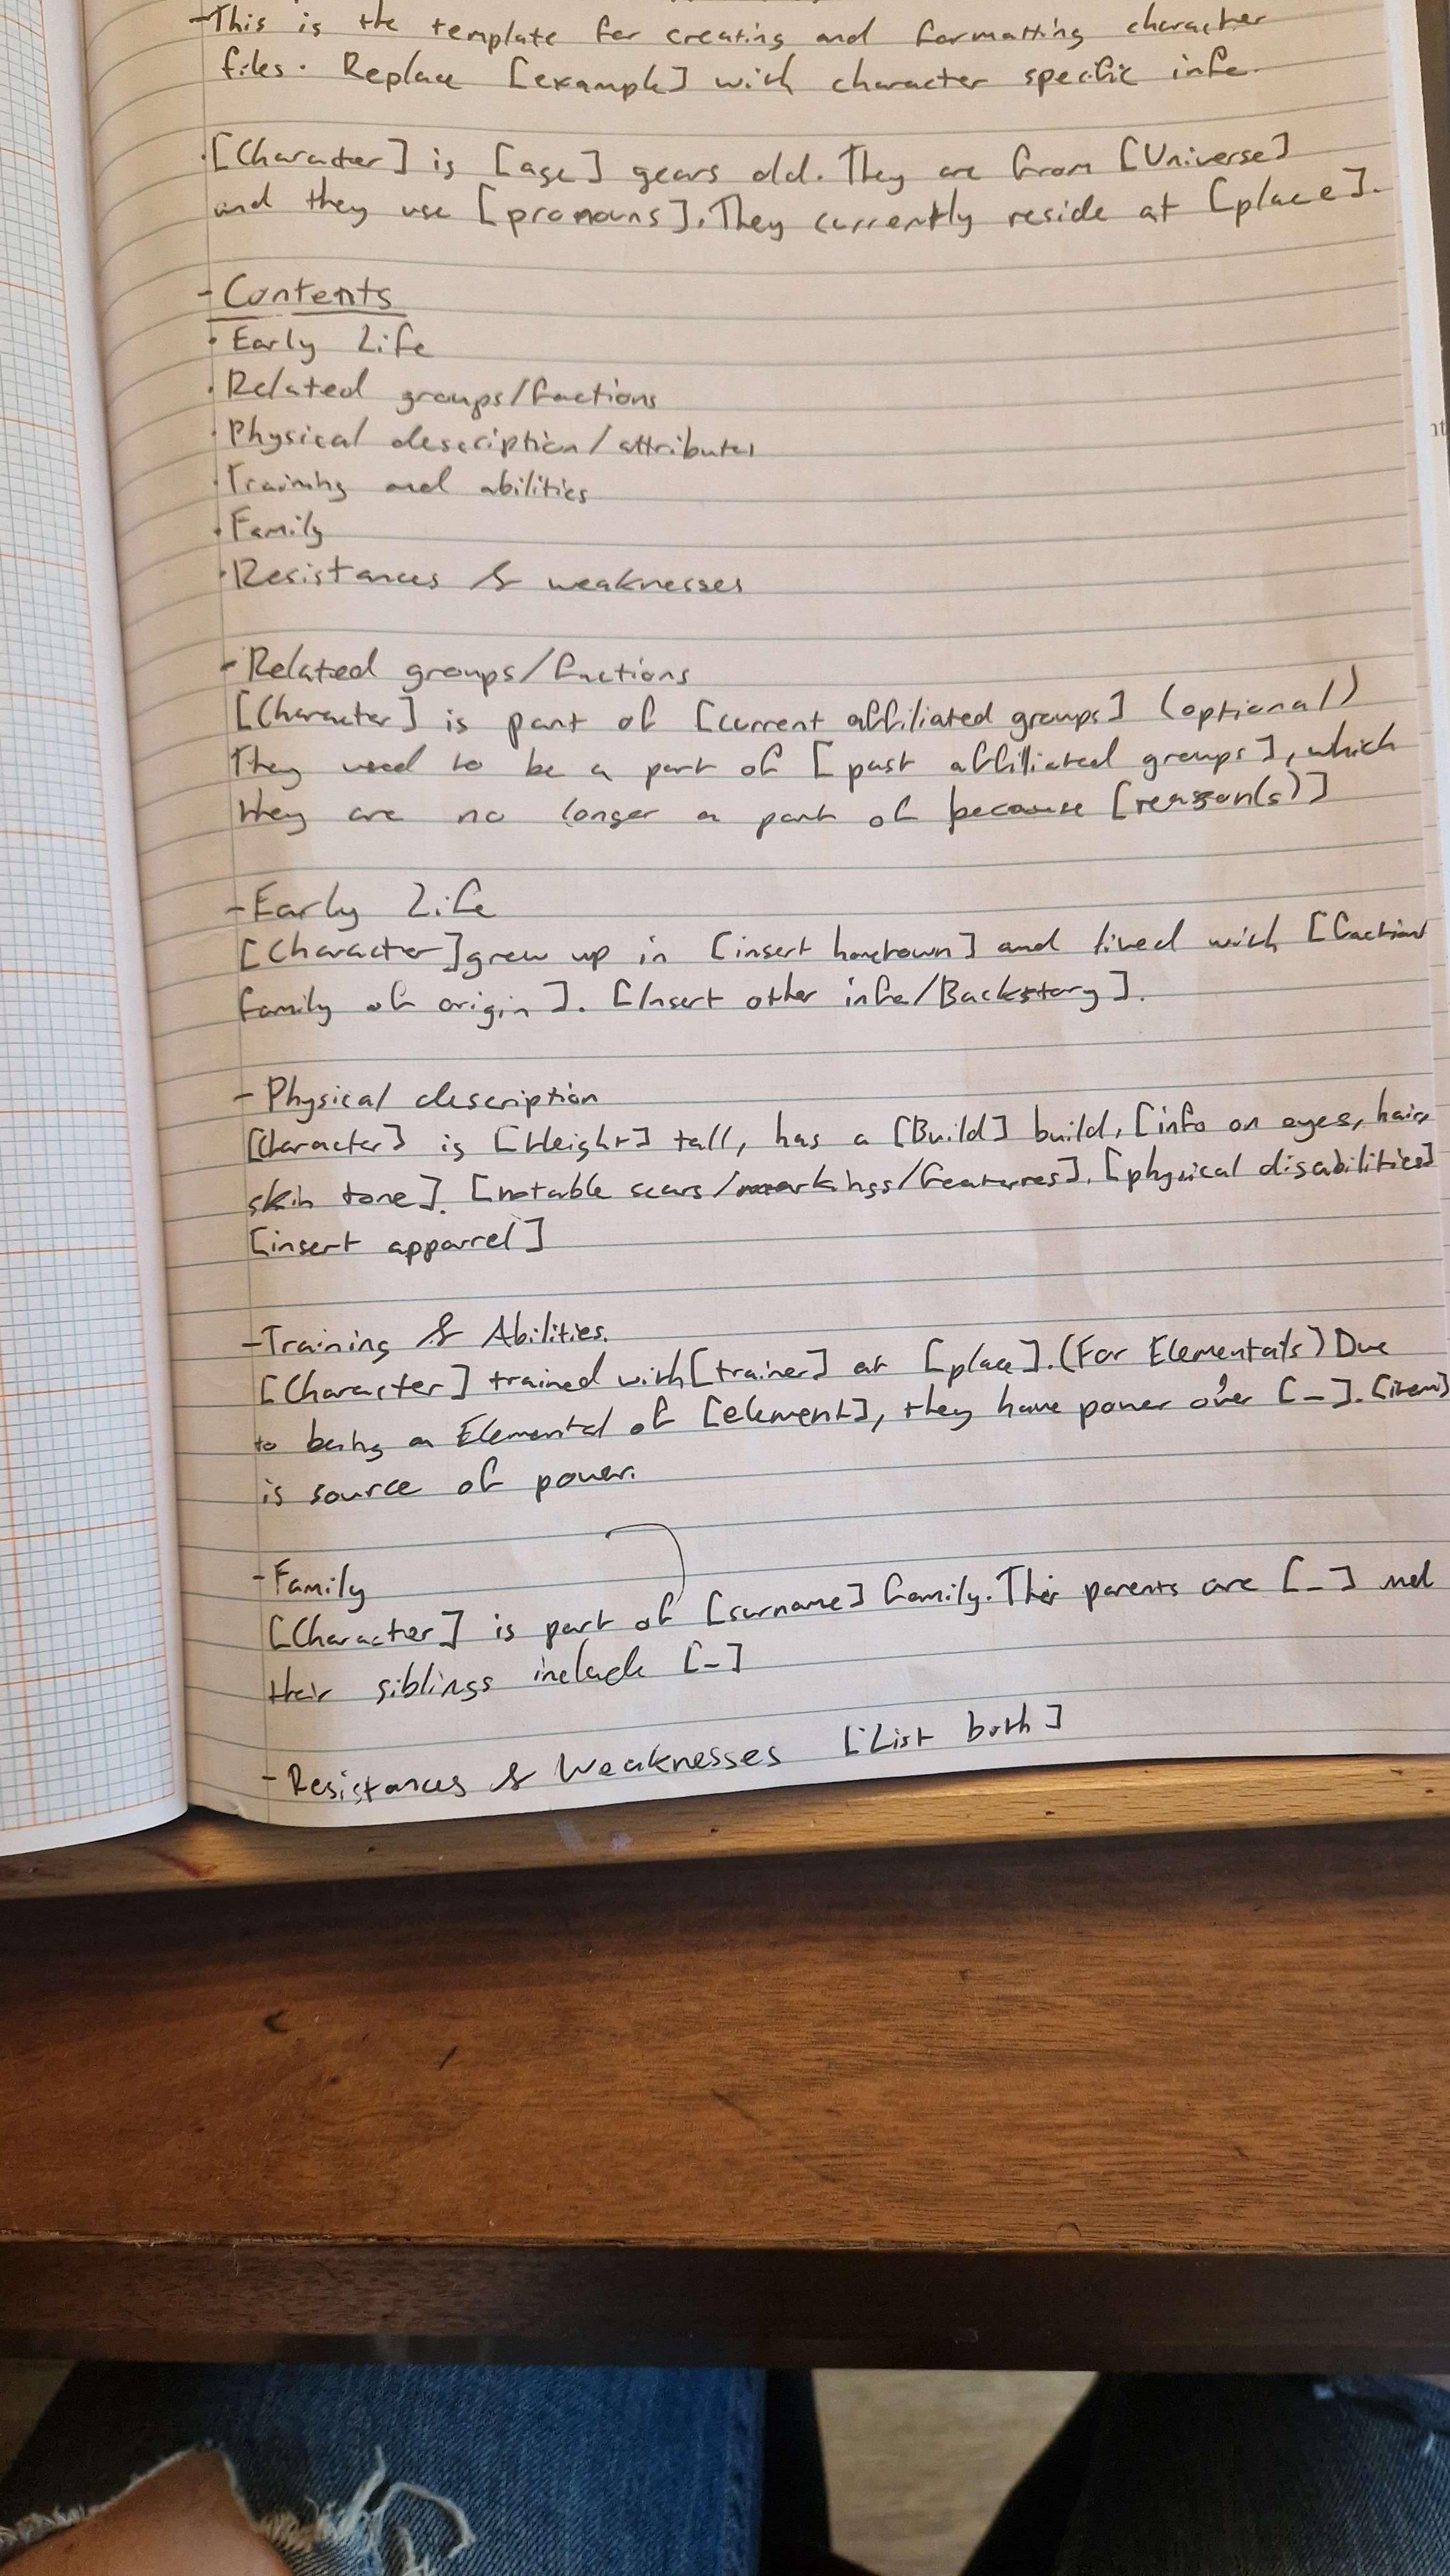 -This is the template for creating and formatting character
files. Replace [example] with character specific info.
·[Character] is [age] years old. They are from [Universe]
and they use [pronouns]. They currently reside at [place].
- Contents
· Early Life
· Related groups/factions
· Physical description/attributes
· Training and abilities
· Family
· Resistances & weaknesses
- Related groups/factions
[Character] is part of [current affiliated groups] (optional)
They used to be a part of [past affiliated groups], which
they are no longer a part of because [reason(s)]
- Early Life
[Character] grew up in [insert hometown] and lived with [faction/
family of origin]. [Insert other info/Backstory].
- Physical description
[Character] is [Height] tall, has a [Build] build, [info on eyes, hair,
skin tone]. [notable scars/markings/features]. [physical disabilities]
[insert apparrel]
-Training & Abilities.
[Character] trained with [trainer] at [place]. (For Elementals) Due
to being an Elemental of [element], they have power over [_]. [item]
is source of power.
- Family
[Character] is part of [surname] family. Their parents are [_] and
their siblings include [_]
- Resistances & Weaknesses [List both]